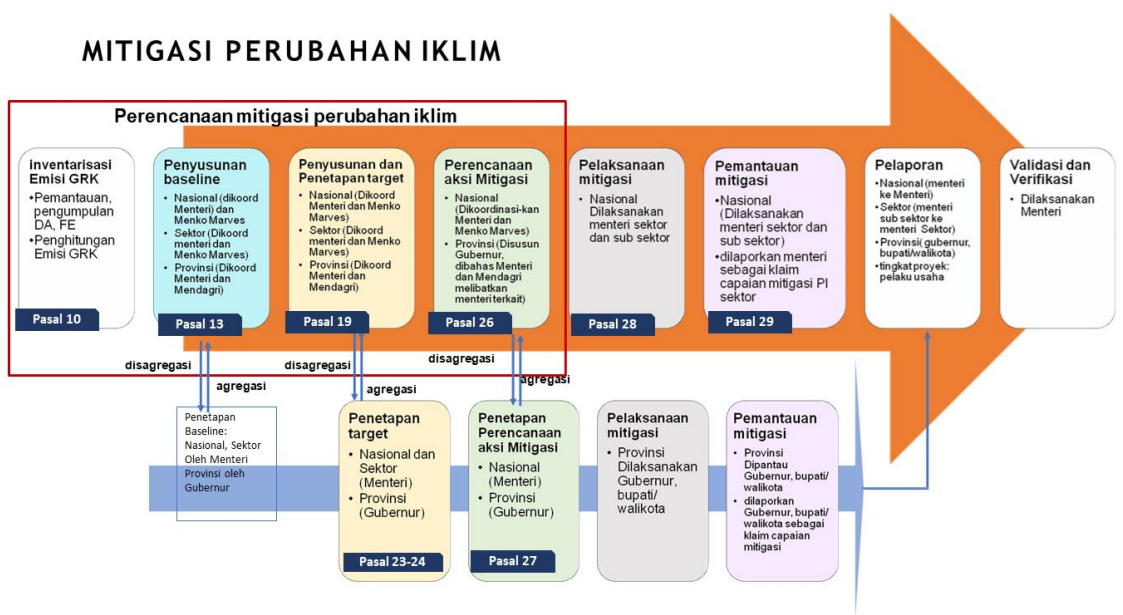 MITIGASI PERUBAHAN IKLIM
Perencanaan mitigasi perubahan iklim
inventarisasi
Emisi GRK
•Pemantauan,
pengumpulan
DA, FE
•Penghitungan
Emisi GRK
Pasal 10
Penyusunan
baseline
• Nasional (dikoord
Menteri) dan
Menko Marves
• Sektor (Dikoord
menteri dan Menko
Marves)
• Provinsi (Dikoord
Menteri dan
Mendagri)
Pasal 13
Penyusunan dan
Penetapan target
• Nasional (Dikoord
Menteri dan Menko
Marves)
• Sektor (Dikoord
menteri dan Menko
Marves)
• Provinsi (Dikoord
Menteri dan
Mendagri)
Pasal 19
Perencanaan
aksi Mitigasi
• Nasional
(Dikoordinasi-kan
Menteri dan Menko
Marves)
• Provinsi (Disusun
Gubernur,
dibahas Menteri
dan Mendagri
melibatkan
menteri terkait)
Pasal 26
Pelaksanaan
mitigasi
• Nasional
Dilaksanakan
menteri sektor
dan sub sektor
Pasal 28
Pemantauan
mitigasi
•Nasional
(Dilaksanakan
menteri sektor dan
sub sektor)
•dilaporkan menteri
sebagai klaim
capaian mitigasi PI
sektor
Pasal 29
Pelaporan
•Nasional (menteri
ke Menteri)
•Sektor (menteri
sub sektor ke
menteri Sektor)
•Provinsi( gubernur,
bupati/walikota)
•tingkat proyek:
pelaku usaha
Validasi dan
Verifikasi
• Dilaksanakan
Menteri
disagregasi
agregasi
disagregasi
agregasi
disagregasi
agregasi
Penetapan
Baseline:
Nasional, Sektor
Oleh Menteri
Provinsi oleh
Gubernur
Penetapan
target
• Nasional dan
Sektor
(Menteri)
• Provinsi
(Gubernur)
Pasal 23-24
Penetapan
Perencanaan
aksi Mitigasi
• Nasional
(Menteri)
• Provinsi
(Gubernur)
Pasal 27
Pelaksanaan
mitigasi
• Provinsi
Dilaksanakan
Gubernur,
bupati/
walikota
Pemantauan
mitigasi
• Provinsi
Dipantau
Gubernur, bupati/
walikota
• dilaporkan
Gubernur, bupati/
walikota sebagai
klaim capaian
mitigasi